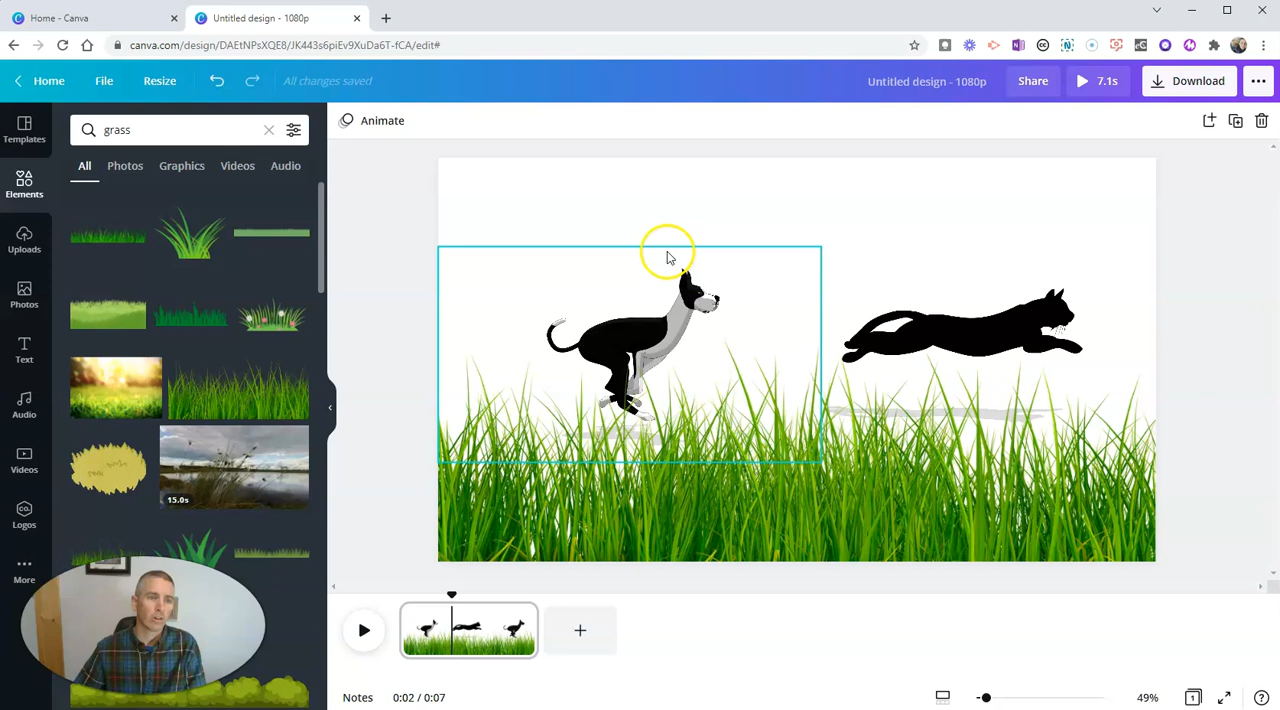 Home - Canva
Untitled design - 1080p
canva.com/design/DAEtNPsXQE8/JK443s6piEv9XuDa6T-fCA/edit#
Home
File
Resize
All changes saved
Untitled design - 1080p
Share
7.1s
Download
Templates
Elements
Uploads
Photos
Text
Audio
Videos
Logos
More
grass
All
Photos
Graphics
Videos
Audio
15.0s
Animate
Notes
0:02 / 0:07
49%
1